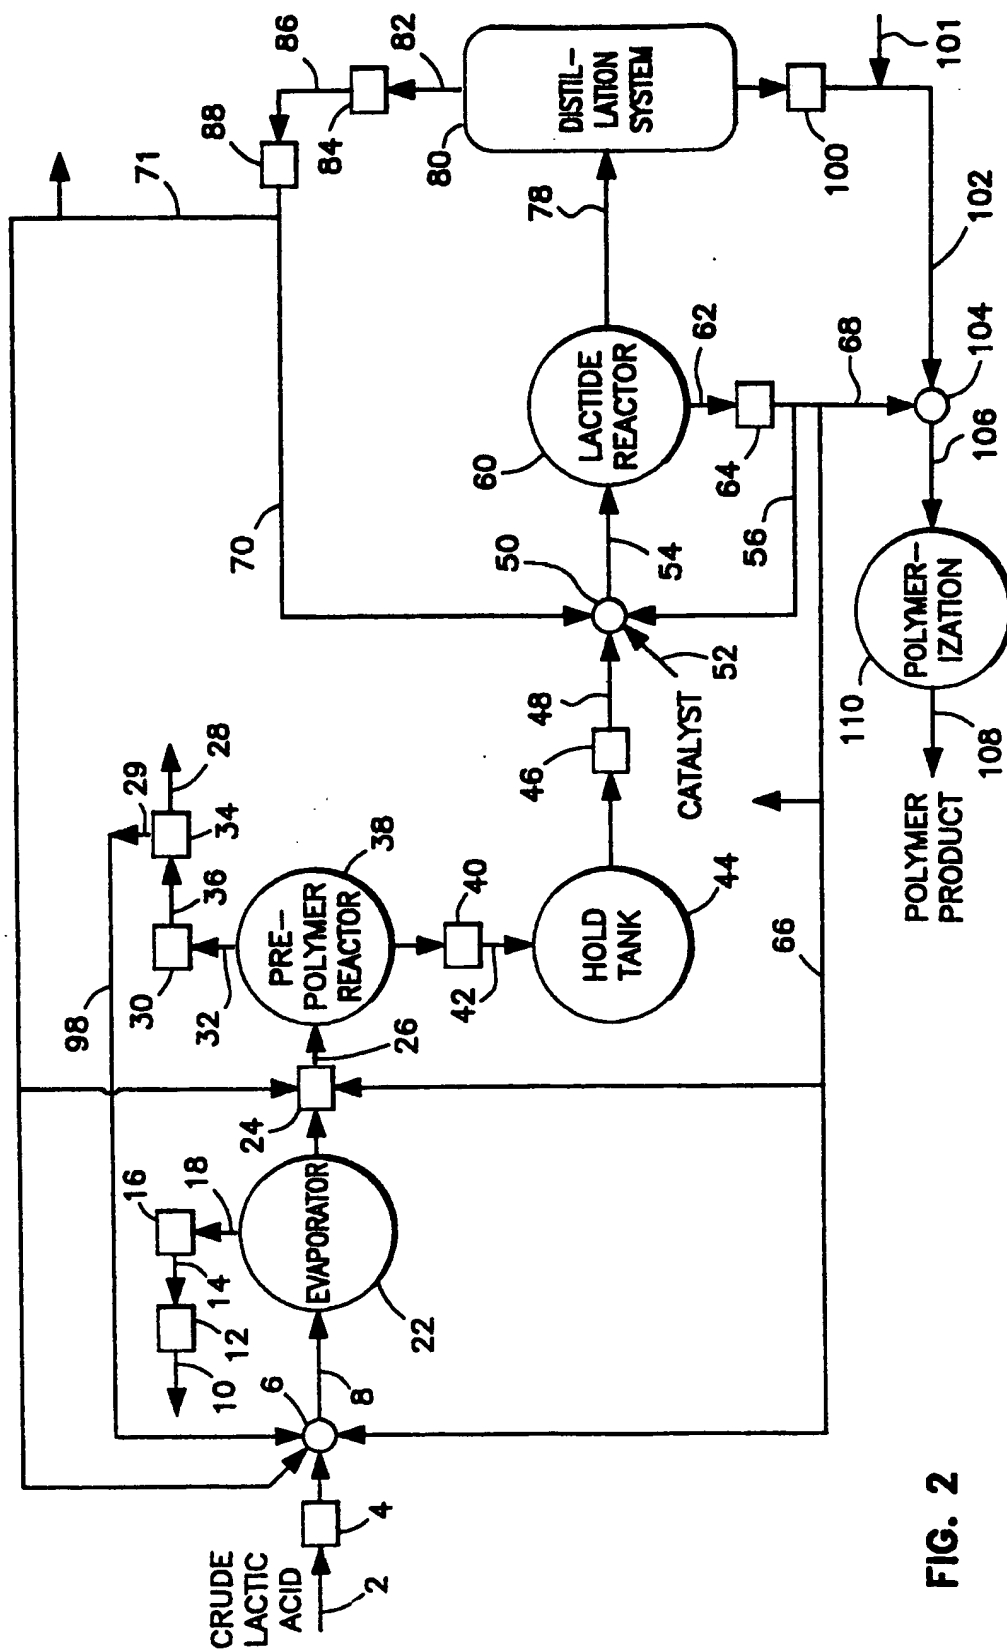 CRUDE
LACTIC
ACID
2
4
6
8
10
12
14
16
18
EVAPORATOR
22
24
26
98
30
32
36
34
29
28
PRE-
POLYMER
REACTOR
38
40
42
HOLD
TANK
44
46
48
50
CATALYST
52
54
56
LACTIDE
REACTOR
60
62
64
66
68
70
71
78
DISTIL-
LATION
SYSTEM
80
82
84
86
88
100
101
102
104
106
POLYMER-
IZATION
110
108
POLYMER
PRODUCT
FIG. 2